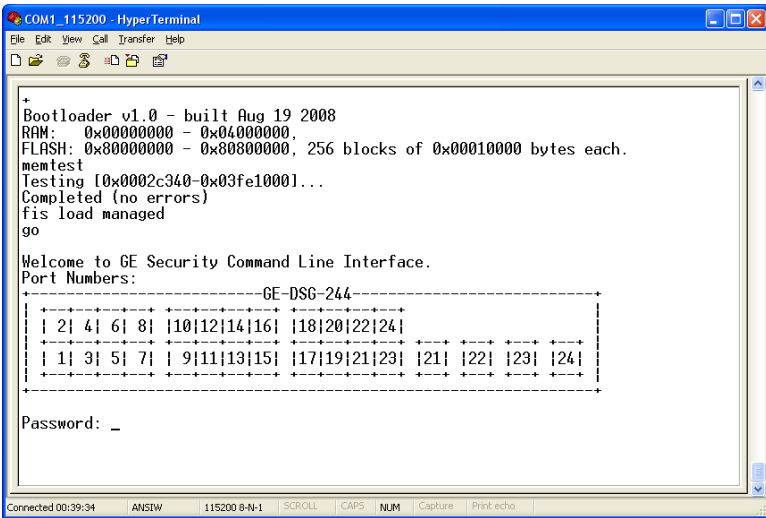 COM1_115200 - HyperTerminal
File Edit View Call Transfer Help
+
Bootloader v1.0 - built Aug 19 2008
RAM:   0x00000000 - 0x04000000,
FLASH: 0x80000000 - 0x80800000, 256 blocks of 0x00010000 bytes each.
memtest
Testing [0x0002c340-0x03fe1000]...
Completed (no errors)
fis load managed
go
Welcome to GE Security Command Line Interface.
Port Numbers:
+--------------------------GE-DSG-244---------------------------+
| +--+--+--+--+ +--+--+--+--+ +--+--+--+--+                     |
| | 2| 4| 6| 8| |10|12|14|16| |18|20|22|24|                     |
| +--+--+--+--+ +--+--+--+--+ +--+--+--+--+ +--+ +--+ +--+ +--+ |
| | 1| 3| 5| 7| | 9|11|13|15| |17|19|21|23| |21| |22| |23| |24| |
| +--+--+--+--+ +--+--+--+--+ +--+--+--+--+ +--+ +--+ +--+ +--+ |
+---------------------------------------------------------------+
Password: _
Connected 00:39:34 ANSIW 115200 8-N-1 SCROLL CAPS NUM Capture Print echo